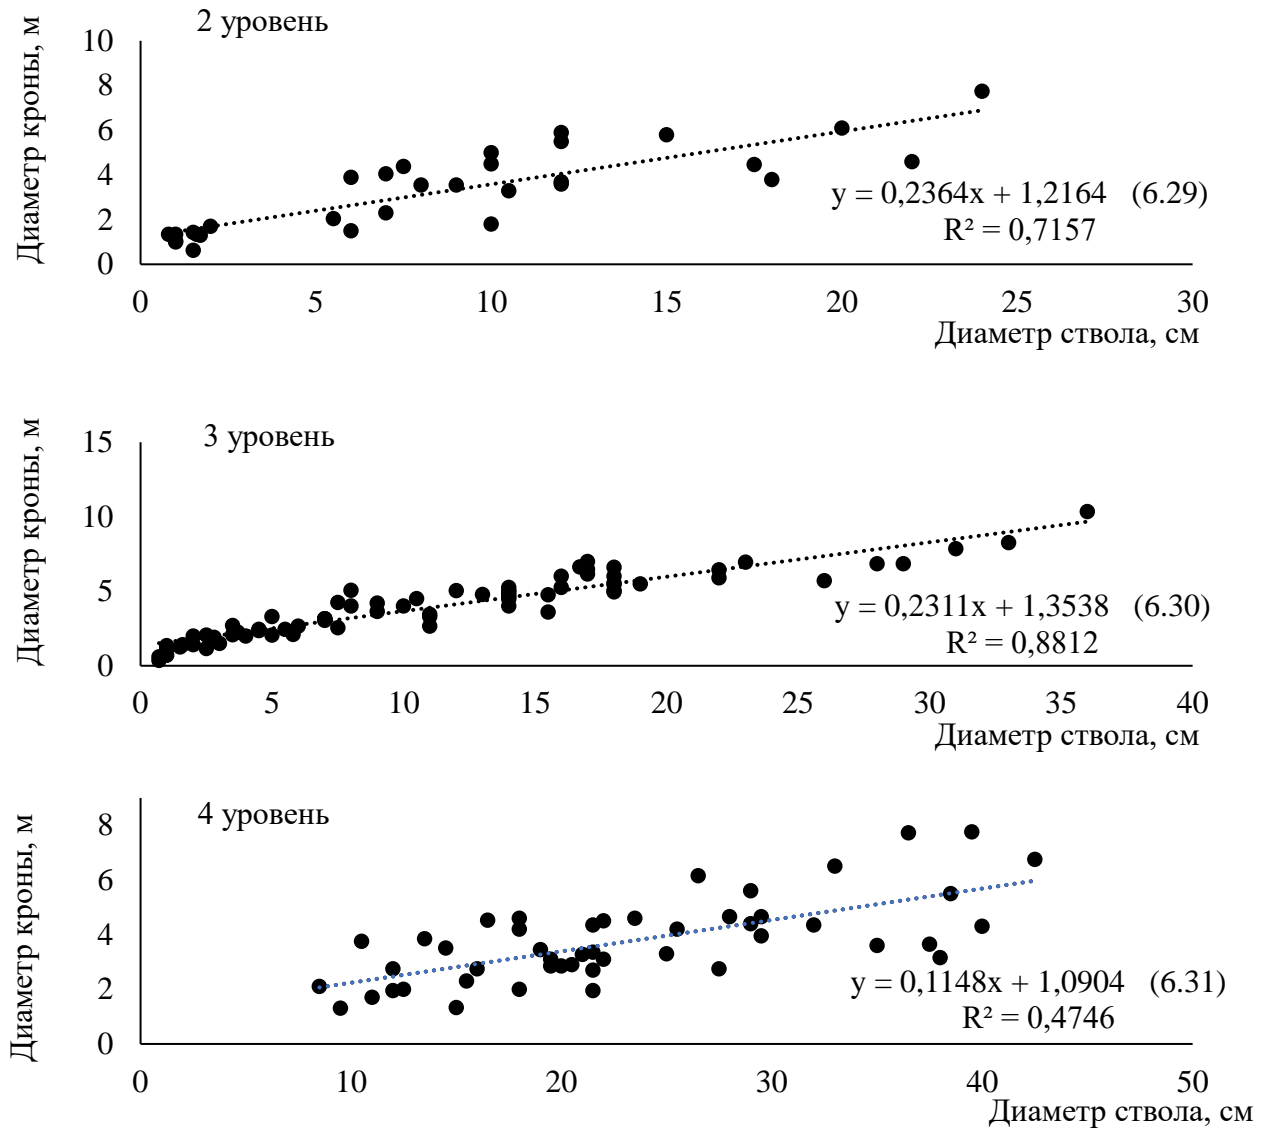 2 уровень
Диаметр кроны, м
10
8
6
4
2
0
y = 0,2364x + 1,2164 (6.29)
R² = 0,7157
0 5 10 15 20 25 30
Диаметр ствола, см
3 уровень
Диаметр кроны, м
15
10
5
0
y = 0,2311x + 1,3538 (6.30)
R² = 0,8812
0 5 10 15 20 25 30 35 40
Диаметр ствола, см
4 уровень
Диаметр кроны, м
8
6
4
2
0
y = 0,1148x + 1,0904 (6.31)
R² = 0,4746
0 10 20 30 40 50
Диаметр ствола, см